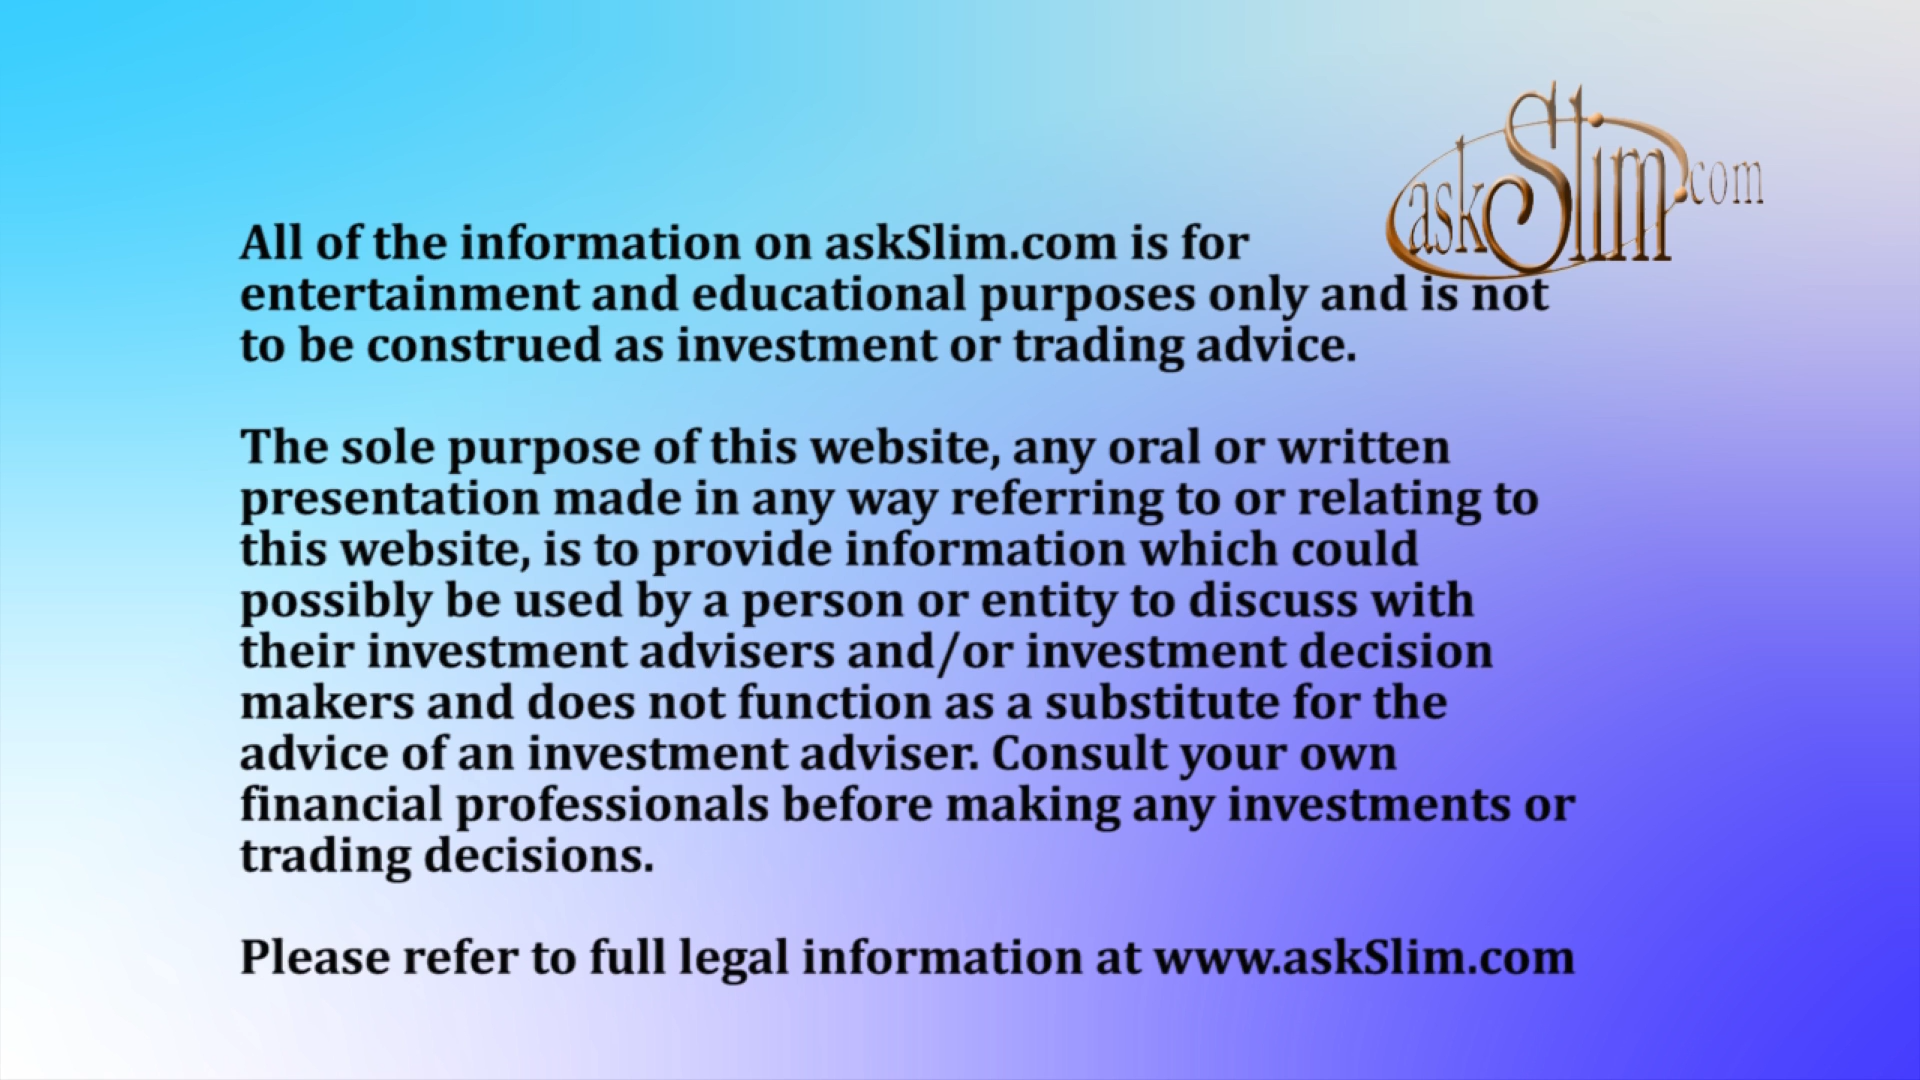 askSlim.com
All of the information on askSlim.com is for
entertainment and educational purposes only and is not
to be construed as investment or trading advice.
The sole purpose of this website, any oral or written
presentation made in any way referring to or relating to
this website, is to provide information which could
possibly be used by a person or entity to discuss with
their investment advisers and/or investment decision
makers and does not function as a substitute for the
advice of an investment adviser. Consult your own
financial professionals before making any investments or
trading decisions.
Please refer to full legal information at www.askSlim.com